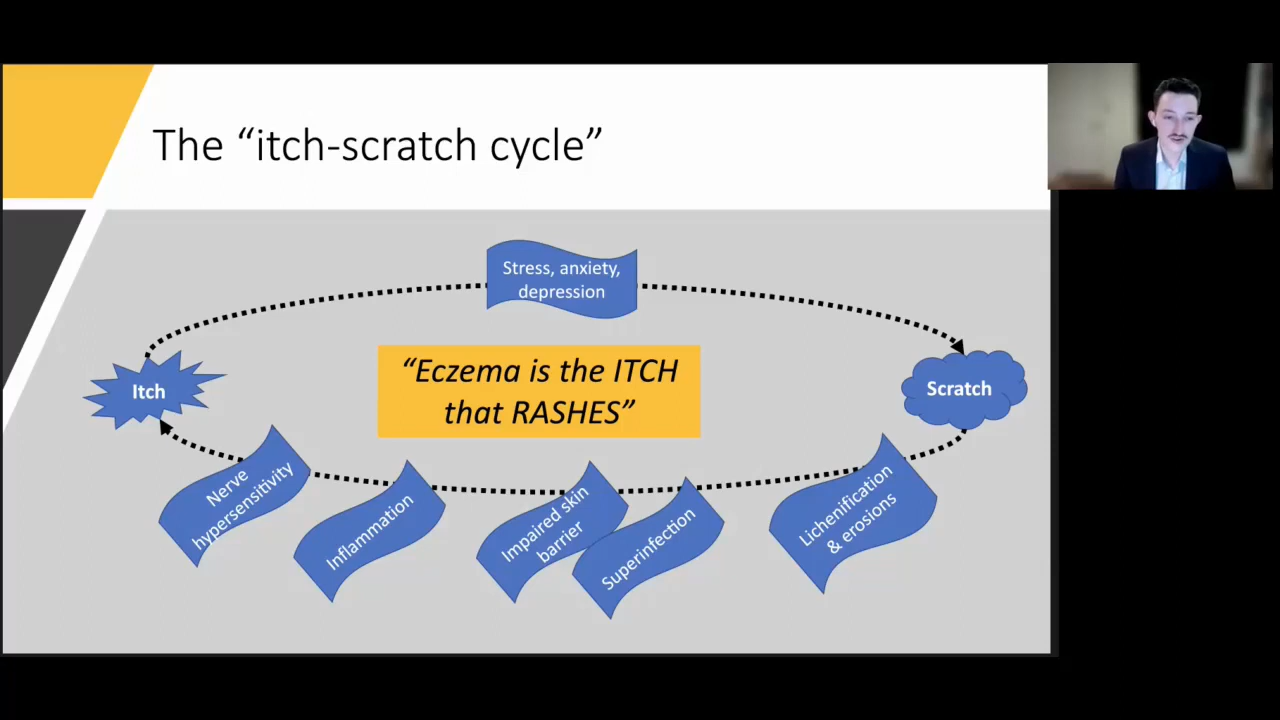 The “itch-scratch cycle”
Stress, anxiety,
depression
“Eczema is the ITCH
that RASHES”
Itch
Scratch
Nerve
hypersensitivity
Inflammation
Impaired skin
barrier
Superinfection
Lichenification
& erosions